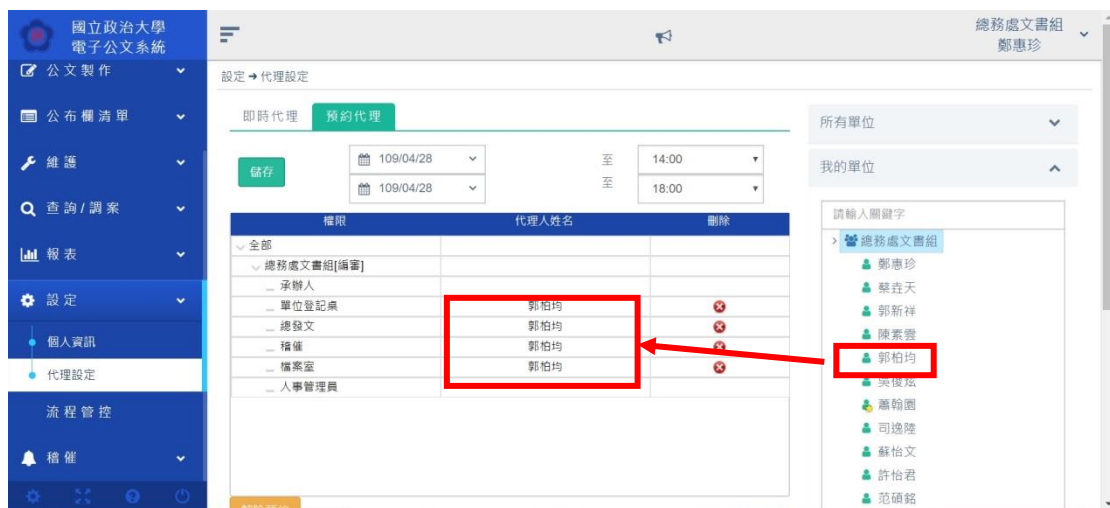 國立政治大學
電子公文系統
總務處文書組
鄭惠珍
公文製作
公布欄清單
維護
查詢/調案
報表
設定
個人資訊
代理設定
流程管控
稽催
設定➔代理設定
即時代理 預約代理
儲存
109/04/28 至 14:00
109/04/28 至 18:00
權限 代理人姓名 刪除
全部
總務處文書組[編審]
承辦人
單位登記桌 郭柏均
總發文 郭柏均
稽催 郭柏均
檔案室 郭柏均
人事管理員
所有單位
我的單位
請輸入關鍵字
總務處文書組
鄭惠珍
蔡垚天
郭新祥
陳素雲
郭柏均
吳俊炫
蕭翰園
司逸陸
蘇怡文
許怡君
范碩銘